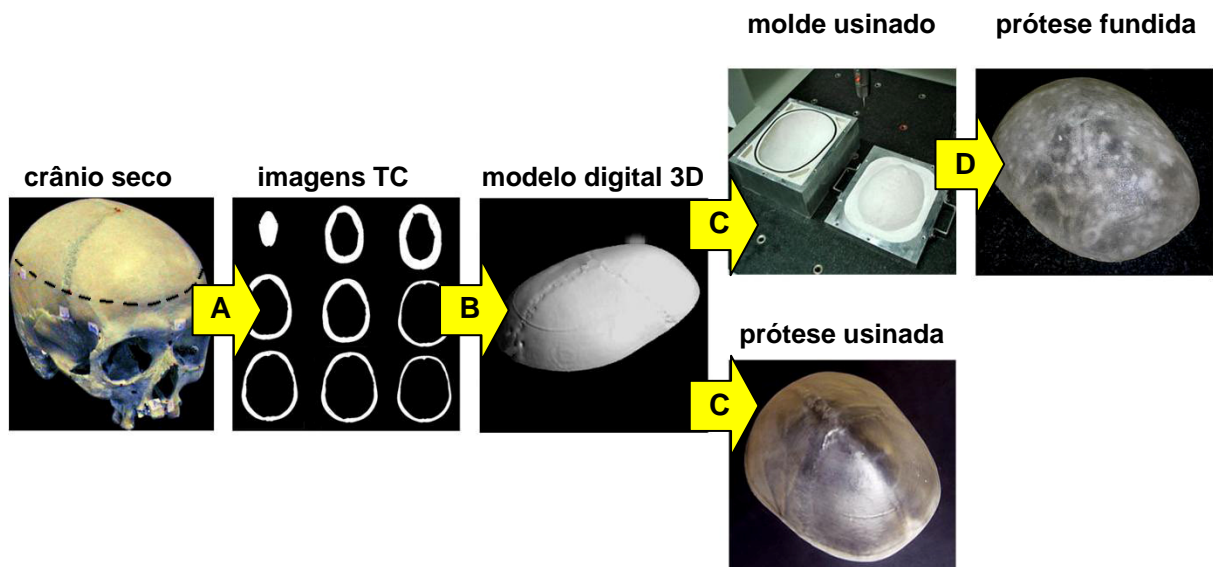 molde usinado
prótese fundida
crânio seco
imagens TC
modelo digital 3D
A
B
C
D
prótese usinada
C